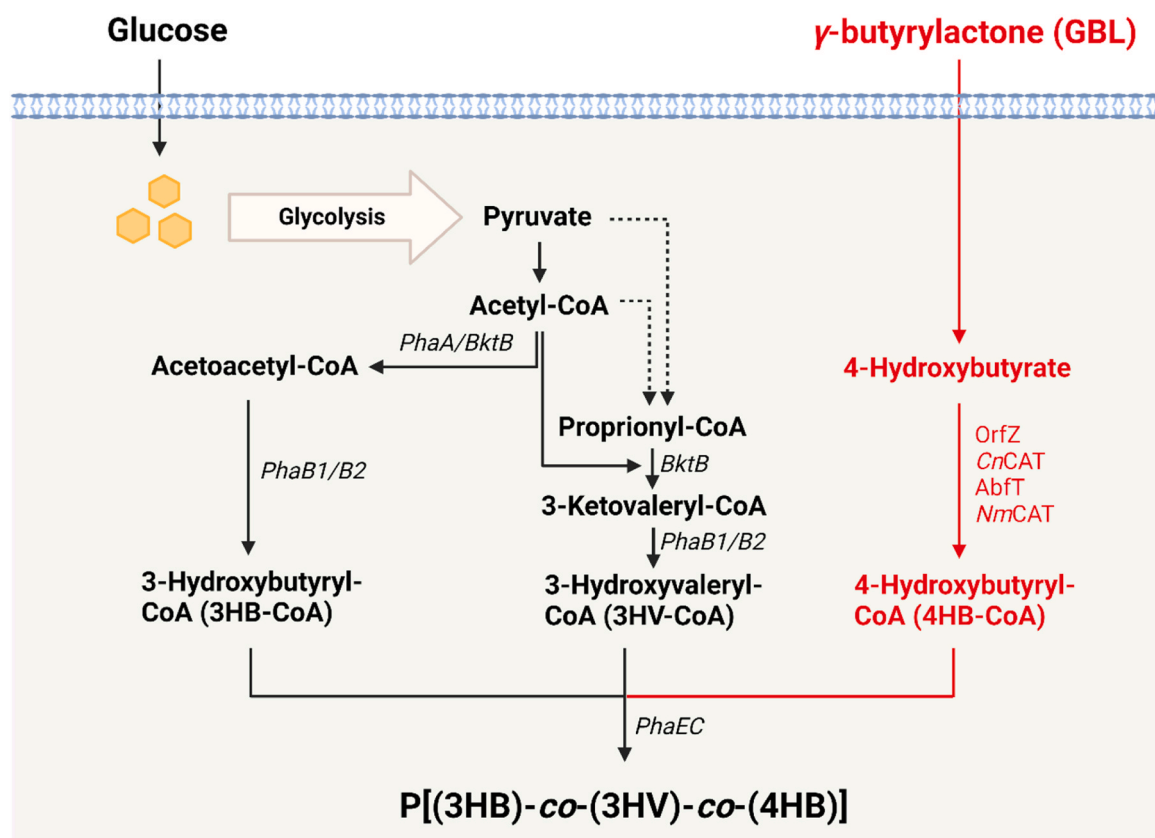 Glucose
γ-butyrylactone (GBL)
Glycolysis
Pyruvate
Acetyl-CoA
PhaA/BktB
Acetoacetyl-CoA
4-Hydroxybutyrate
Proprionyl-CoA
OrfZ
CnCAT
AbfT
NmCAT
PhaB1/B2
BktB
3-Ketovaleryl-CoA
PhaB1/B2
3-Hydroxybutyryl-
CoA (3HB-CoA)
3-Hydroxyvaleryl-
CoA (3HV-CoA)
4-Hydroxybutyryl-
CoA (4HB-CoA)
PhaEC
P[(3HB)-co-(3HV)-co-(4HB)]